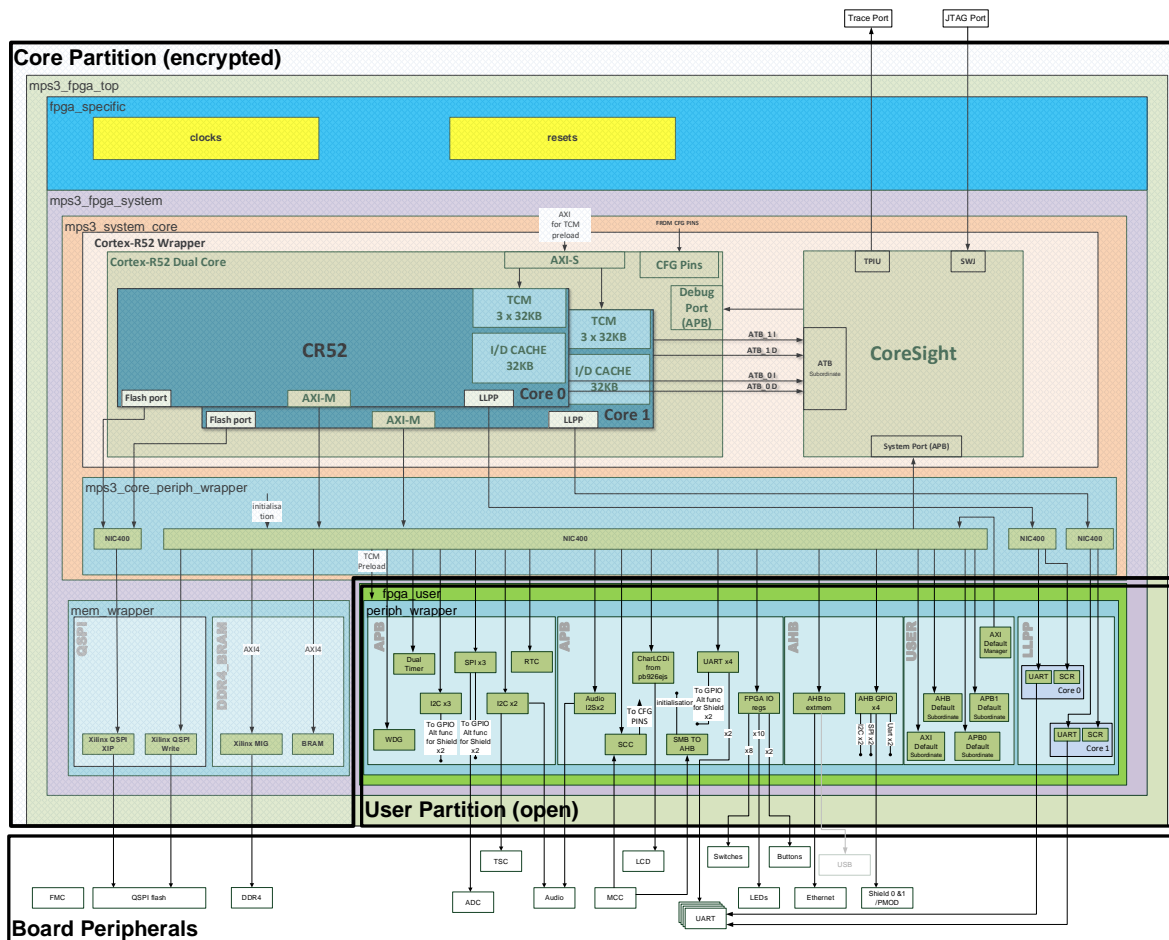 Trace Port
JTAG Port
Core Partition (encrypted)
mps3_fpga_top
fpga_specific
clocks
resets
mps3_fpga_system
mps3_system_core
AXI
for TCM
preload
FROM CFG PINS
Cortex-R52 Wrapper
Cortex-R52 Dual Core
AXI-S
CFG Pins
TPIU
SWJ
Debug
Port
(APB)
TCM
3 x 32KB
TCM
3 x 32KB
CR52
I/D CACHE
32KB
I/D CACHE
32KB
ATB_1 I
ATB_1 D
ATB_0 I
ATB_0 D
ATB
Subordinate
CoreSight
Flash port
AXI-M
LLPP
Core 0
Flash port
AXI-M
LLPP
Core 1
System Port (APB)
mps3_core_periph_wrapper
initialisa
tion
NIC400
NIC400
NIC400
NIC400
TCM
Preload
fpga_user
mem_wrapper
periph_wrapper
QSPI
DDR4_BRAM
AXI4
AXI4
Xilinx QSPI
XIP
Xilinx QSPI
Write
Xilinx MIG
BRAM
APB
Dual
Timer
SPI x3
RTC
I2C x3
I2C x2
To GPIO
Alt func
for Shield
x2
To GPIO
Alt func
for Shield
x2
WDG
APB
CharLCDi
from
pb926ejs
UART x4
Audio
I2Sx2
To CFG
PINS
initialisation
To GPIO
Alt func
for Shield
x2
FPGA IO
regs
SCC
SMB TO
AHB
x2
x10
x8
x2
AHB
AHB to
extmem
AHB GPIO
x4
I2C x2
SPI x2
Uart x2
USER
AXI
Default
Manager
AHB
Default
Subordinate
APB1
Default
Subordinate
AXI
Default
Subordinate
APB0
Default
Subordinate
LLPP
UART
SCR
Core 0
UART
SCR
Core 1
User Partition (open)
TSC
LCD
Switches
Buttons
USB
FMC
QSPI flash
DDR4
ADC
Audio
MCC
LEDs
Ethernet
Shield 0 &1
/PMOD
UART
Board Peripherals